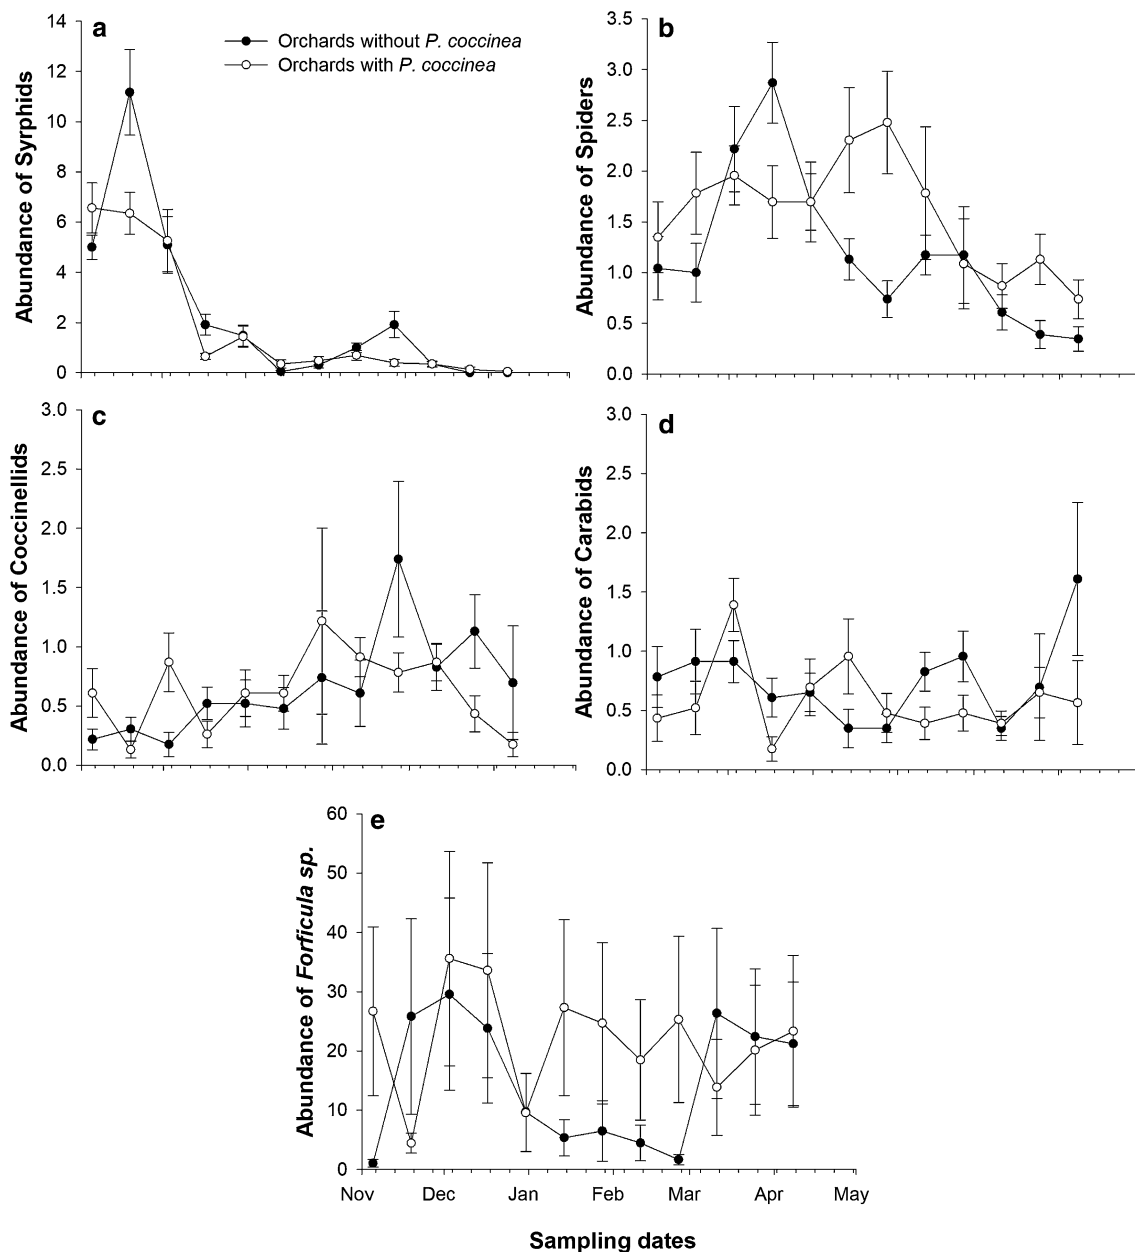 a
Orchards without P. coccinea
Orchards with P. coccinea
Abundance of Syrphids
14
12
10
8
6
4
2
0
b
Abundance of Spiders
3.5
3.0
2.5
2.0
1.5
1.0
0.5
0.0
c
Abundance of Coccinellids
3.0
2.5
2.0
1.5
1.0
0.5
0.0
d
Abundance of Carabids
3.0
2.5
2.0
1.5
1.0
0.5
0.0
e
Abundance of Forficula sp.
60
50
40
30
20
10
0
Nov Dec Jan Feb Mar Apr May
Sampling dates